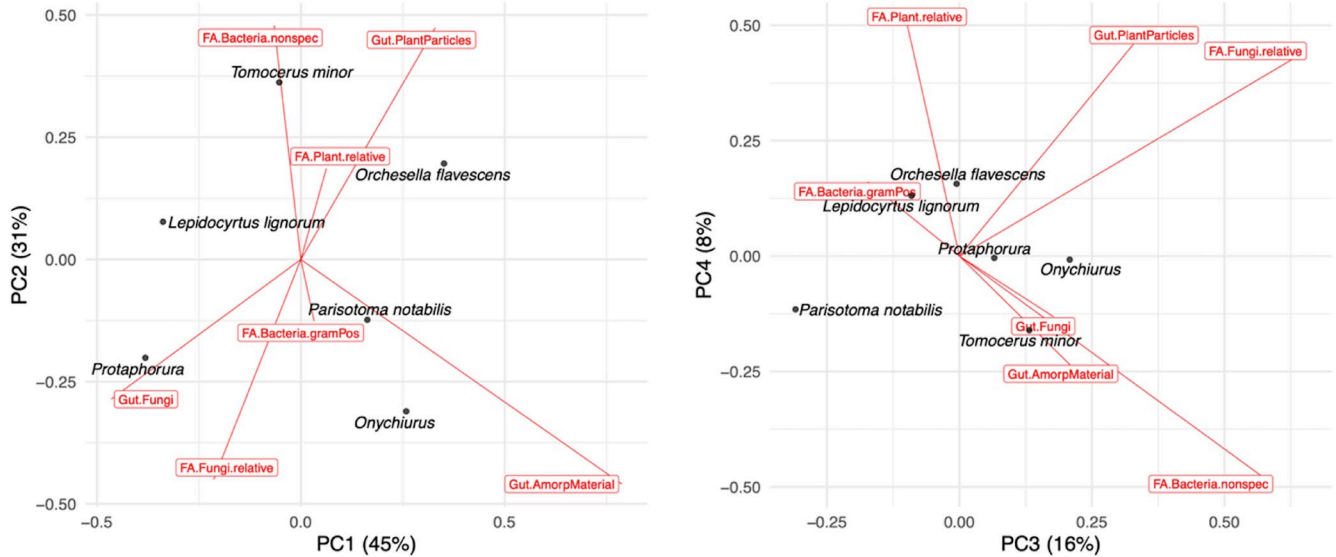 0.50
FA.Bacteria.nonspec
Gut.PlantParticles
Tomocerus minor
0.25
FA.Plant.relative
Orchesella flavescens
Lepidocyrtus lignorum
PC2 (31%)
0.00
Parisotoma notabilis
FA.Bacteria.gramPos
Protaphorura
−0.25
Gut.Fungi
Onychiurus
FA.Fungi.relative
Gut.AmorpMaterial
−0.50
−0.5
0.0
0.5
PC1 (45%)
0.50
FA.Plant.relative
Gut.PlantParticles
FA.Fungi.relative
0.25
Orchesella flavescens
FA.Bacteria.gramPos
Lepidocyrtus lignorum
PC4 (8%)
0.00
Protaphorura
Onychiurus
Parisotoma notabilis
Gut.Fungi
Tomocerus minor
−0.25
Gut.AmorpMaterial
FA.Bacteria.nonspec
−0.50
−0.25
0.00
0.25
0.50
PC3 (16%)